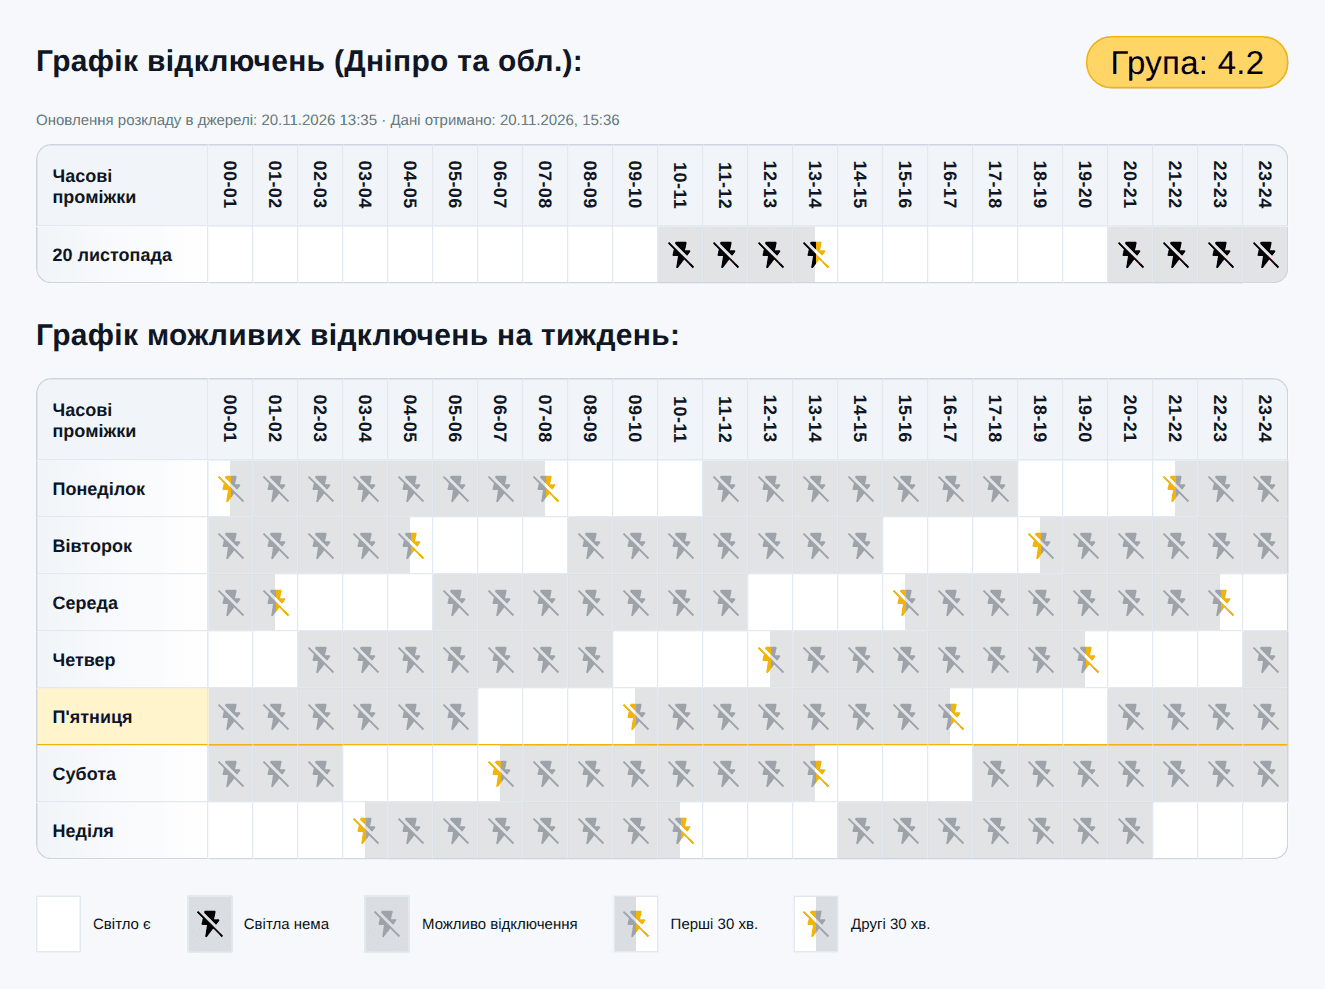 Графік відключень (Дніпро та обл.):
Група: 4.2
Оновлення розкладу в джерелі: 20.11.2026 13:35 · Дані отримано: 20.11.2026, 15:36
Часові проміжки 00-01 01-02 02-03 03-04 04-05 05-06 06-07 07-08 08-09 09-10 10-11 11-12 12-13 13-14 14-15 15-16 16-17 17-18 18-19 19-20 20-21 21-22 22-23 23-24
20 листопада
Графік можливих відключень на тиждень:
Часові проміжки 00-01 01-02 02-03 03-04 04-05 05-06 06-07 07-08 08-09 09-10 10-11 11-12 12-13 13-14 14-15 15-16 16-17 17-18 18-19 19-20 20-21 21-22 22-23 23-24
Понеділок
Вівторок
Середа
Четвер
П'ятниця
Субота
Неділя
Світло є Світла нема Можливо відключення Перші 30 хв. Другі 30 хв.